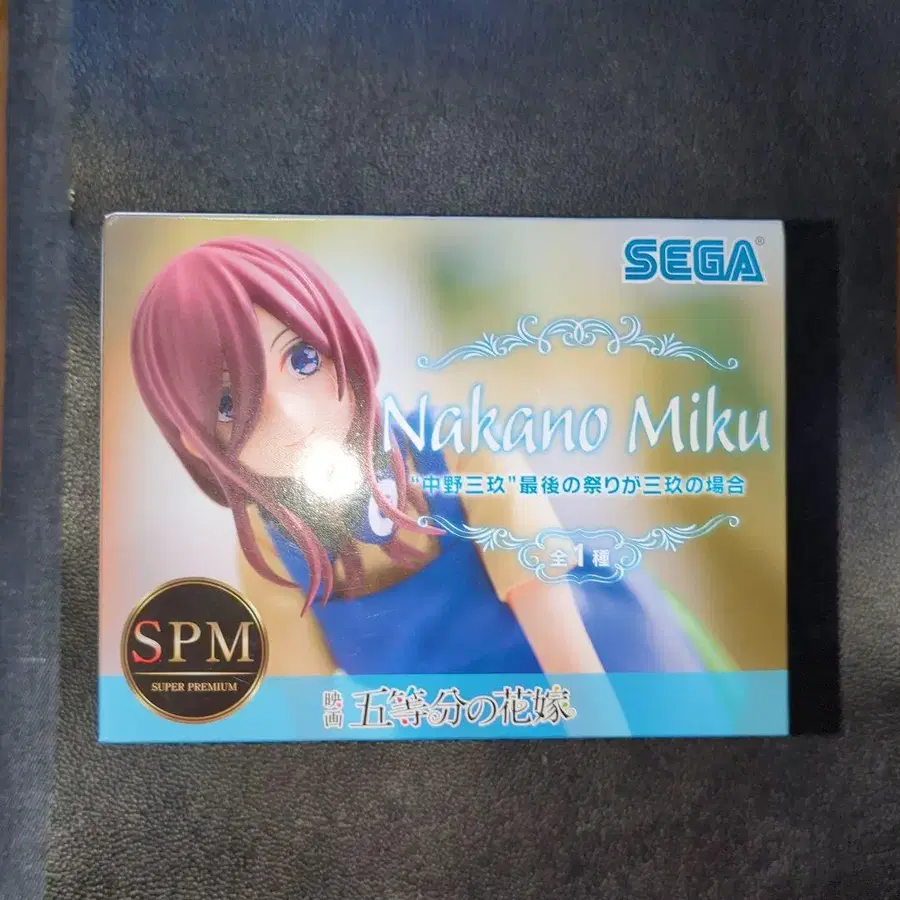 SEGA®
Nakano Miku
“中野三玖”最後の祭りが三玖の場合
全1種
SPM
SUPER PREMIUM
映画 五等分の花嫁